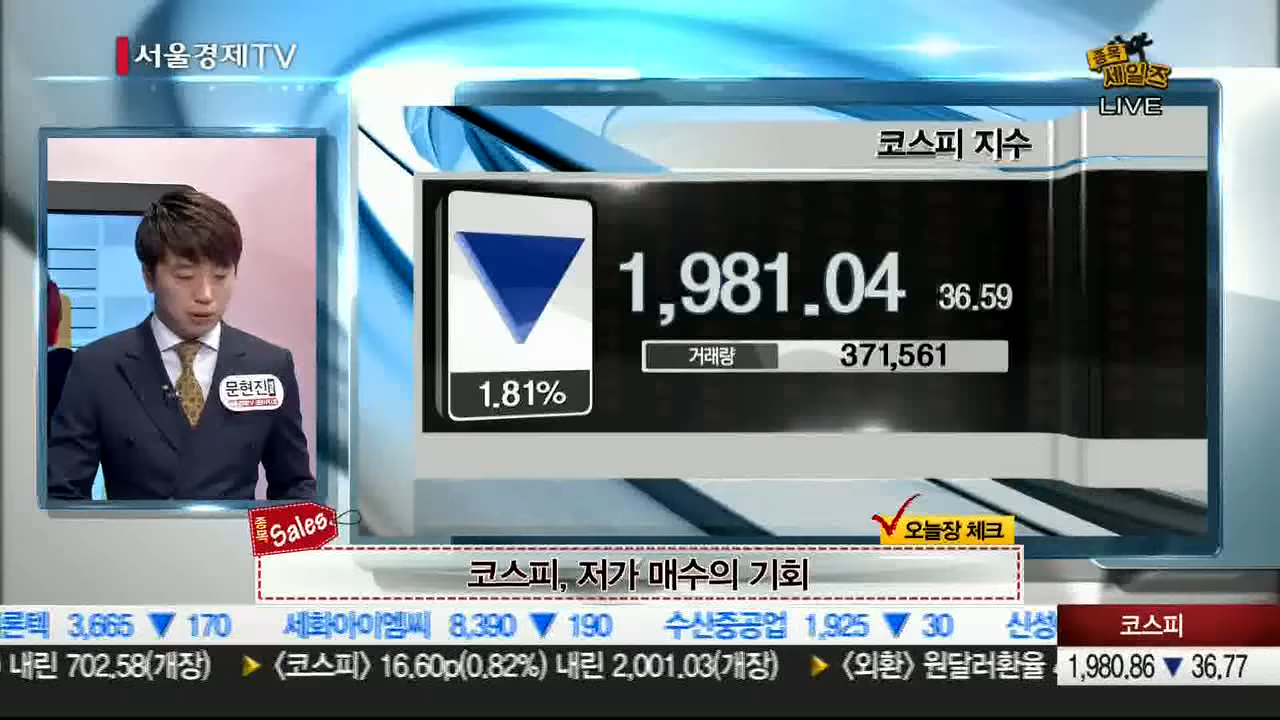 서울경제TV
종목
세일즈
LIVE
코스피 지수
1,981.04 36.59
거래량 371,561
1.81%
문현진
종목 Sales.
오늘장 체크
코스피, 저가 매수의 기회
론텍 3,665 ▼ 170 세화아이엠씨 8,390 ▼ 190 수산중공업 1,925 ▼ 30 신성
코스피
내린 702.58(개장) ▶ 〈코스피〉 16.60p(0.82%) 내린 2,001.03(개장) ▶ 〈외환〉 원달러환율
1,980.86 ▼ 36.77